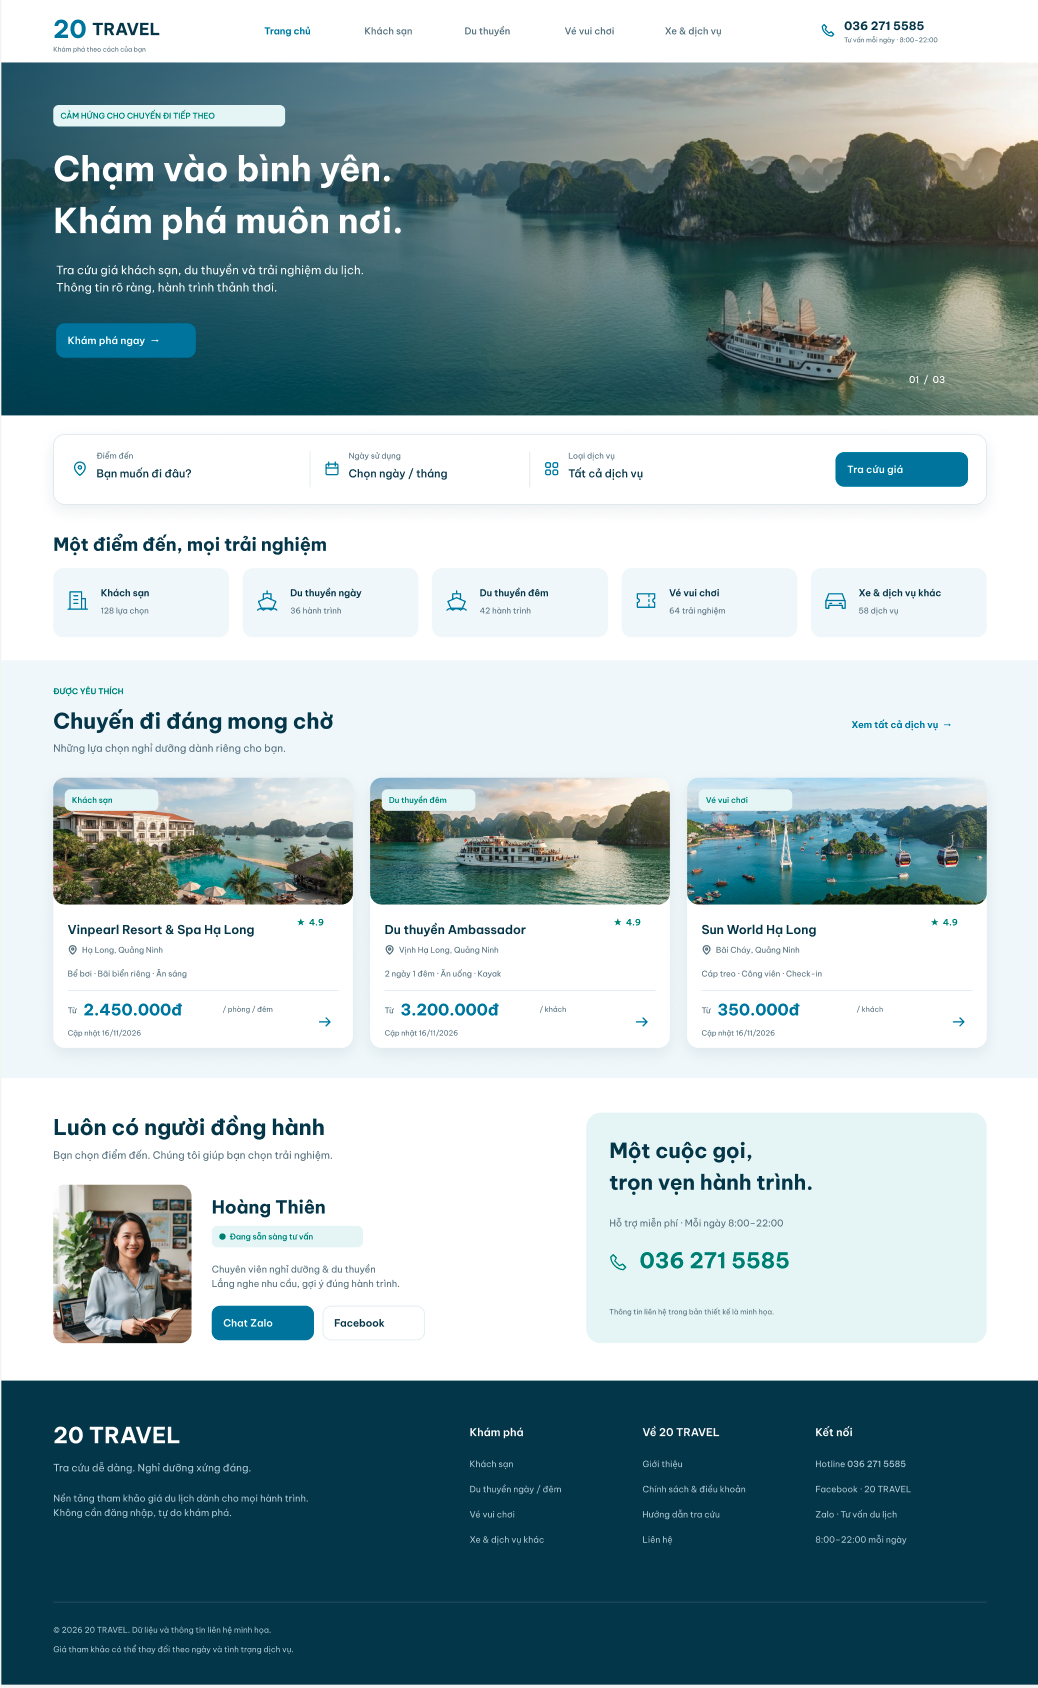 20 TRAVEL
Khám phá theo cách của bạn
Trang chủ
Khách sạn
Du thuyền
Vé vui chơi
Xe & dịch vụ
036 271 5585
Tư vấn mỗi ngày · 8:00–22:00
CẢM HỨNG CHO CHUYẾN ĐI TIẾP THEO
Chạm vào bình yên.
Khám phá muôn nơi.
Tra cứu giá khách sạn, du thuyền và trải nghiệm du lịch.
Thông tin rõ ràng, hành trình thảnh thơi.
Khám phá ngay →
01 / 03
Điểm đến
Bạn muốn đi đâu?
Ngày sử dụng
Chọn ngày / tháng
Loại dịch vụ
Tất cả dịch vụ
Tra cứu giá
Một điểm đến, mọi trải nghiệm
Khách sạn
128 lựa chọn
Du thuyền ngày
36 hành trình
Du thuyền đêm
42 hành trình
Vé vui chơi
64 trải nghiệm
Xe & dịch vụ khác
58 dịch vụ
ĐƯỢC YÊU THÍCH
Chuyến đi đáng mong chờ
Những lựa chọn nghỉ dưỡng dành riêng cho bạn.
Xem tất cả dịch vụ →
Khách sạn
★ 4.9
Vinpearl Resort & Spa Hạ Long
Hạ Long, Quảng Ninh
Bể bơi · Bãi biển riêng · Ăn sáng
Từ 2.450.000đ / phòng / đêm
Cập nhật 16/11/2026
→
Du thuyền đêm
★ 4.9
Du thuyền Ambassador
Vịnh Hạ Long, Quảng Ninh
2 ngày 1 đêm · Ăn uống · Kayak
Từ 3.200.000đ / khách
Cập nhật 16/11/2026
→
Vé vui chơi
★ 4.9
Sun World Hạ Long
Bãi Cháy, Quảng Ninh
Cáp treo · Công viên · Check-in
Từ 350.000đ / khách
Cập nhật 16/11/2026
→
Luôn có người đồng hành
Bạn chọn điểm đến. Chúng tôi giúp bạn chọn trải nghiệm.
Hoàng Thiên
● Đang sẵn sàng tư vấn
Chuyên viên nghỉ dưỡng & du thuyền
Lắng nghe nhu cầu, gợi ý đúng hành trình.
Chat Zalo
Facebook
Một cuộc gọi,
trọn vẹn hành trình.
Hỗ trợ miễn phí · Mỗi ngày 8:00–22:00
036 271 5585
Thông tin liên hệ trong bản thiết kế là minh họa.
20 TRAVEL
Tra cứu dễ dàng. Nghỉ dưỡng xứng đáng.
Nền tảng tham khảo giá du lịch dành cho mọi hành trình.
Không cần đăng nhập, tự do khám phá.
Khám phá
Khách sạn
Du thuyền ngày / đêm
Vé vui chơi
Xe & dịch vụ khác
Về 20 TRAVEL
Giới thiệu
Chính sách & điều khoản
Hướng dẫn tra cứu
Liên hệ
Kết nối
Hotline 036 271 5585
Facebook · 20 TRAVEL
Zalo · Tư vấn du lịch
8:00–22:00 mỗi ngày
© 2026 20 TRAVEL. Dữ liệu và thông tin liên hệ minh họa.
Giá tham khảo có thể thay đổi theo ngày và tình trạng dịch vụ.